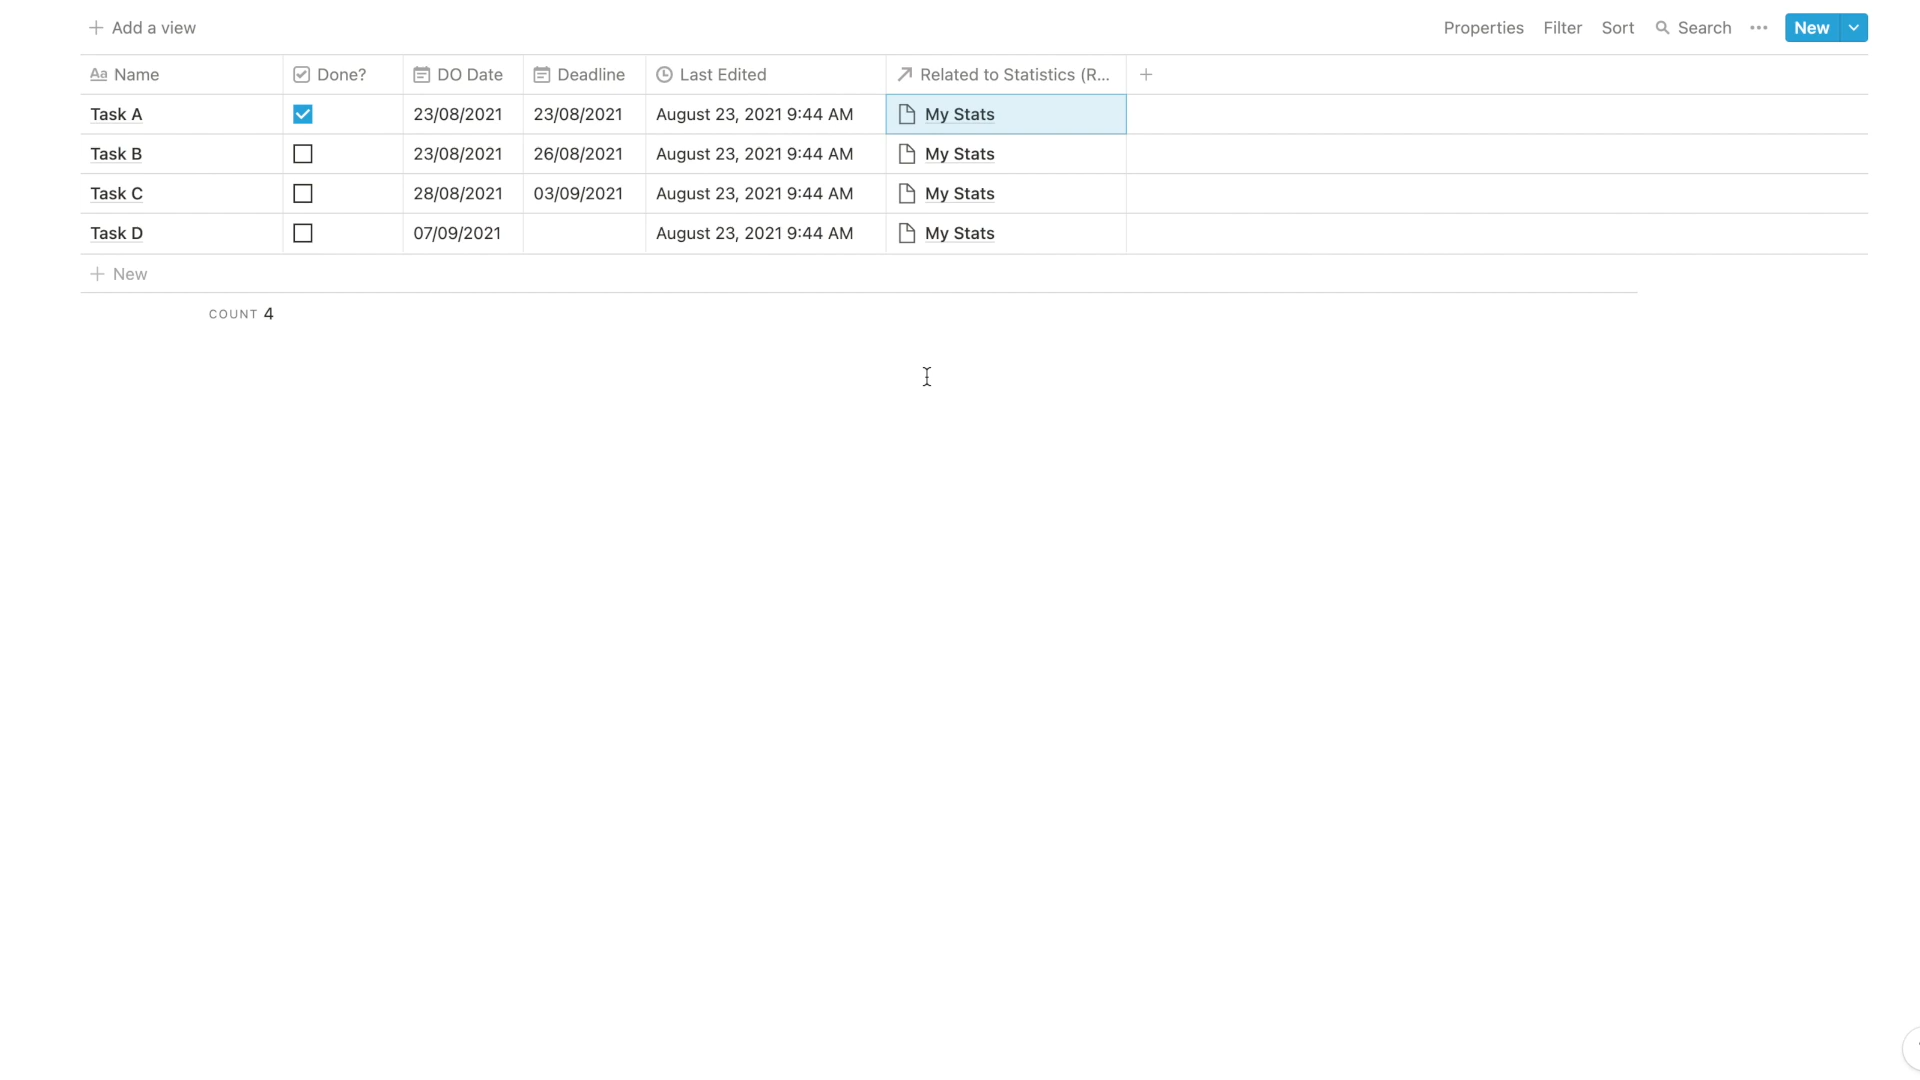 + Add a view Properties Filter Sort Search ••• New
Aa Name Done? DO Date Deadline Last Edited Related to Statistics (R... +
Task A 23/08/2021 23/08/2021 August 23, 2021 9:44 AM My Stats
Task B 23/08/2021 26/08/2021 August 23, 2021 9:44 AM My Stats
Task C 28/08/2021 03/09/2021 August 23, 2021 9:44 AM My Stats
Task D 07/09/2021 August 23, 2021 9:44 AM My Stats
+ New
COUNT 4